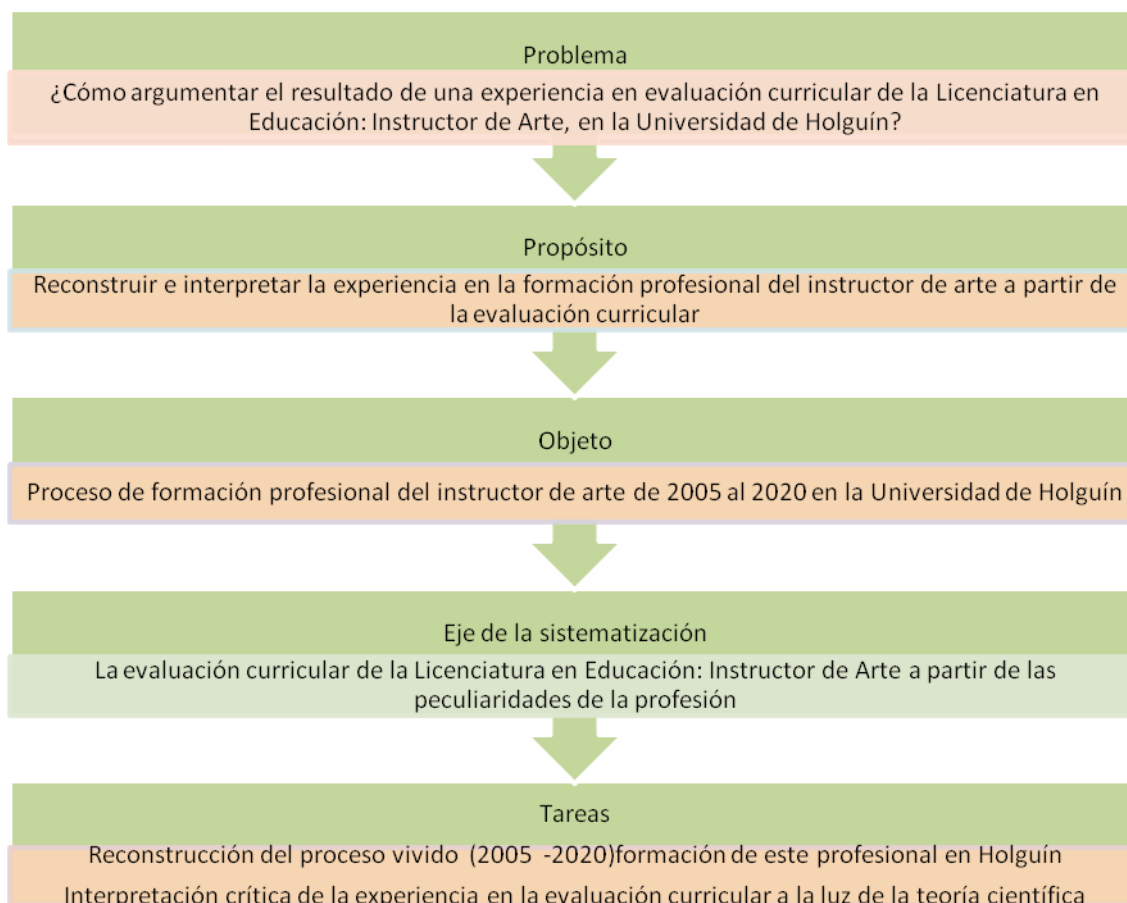 Problema
¿Cómo argumentar el resultado de una experiencia en evaluación curricular de la Licenciatura en
Educación: Instructor de Arte, en la Universidad de Holguín?
Propósito
Reconstruir e interpretar la experiencia en la formación profesional del instructor de arte a partir de
la evaluación curricular
Objeto
Proceso de formación profesional del instructor de arte de 2005 al 2020 en la Universidad de Holguín
Eje de la sistematización
La evaluación curricular de la Licenciatura en Educación: Instructor de Arte a partir de las
peculiaridades de la profesión
Tareas
Reconstrucción del proceso vivido (2005 -2020)formación de este profesional en Holguín
Interpretación crítica de la experiencia en la evaluación curricular a la luz de la teoría científica